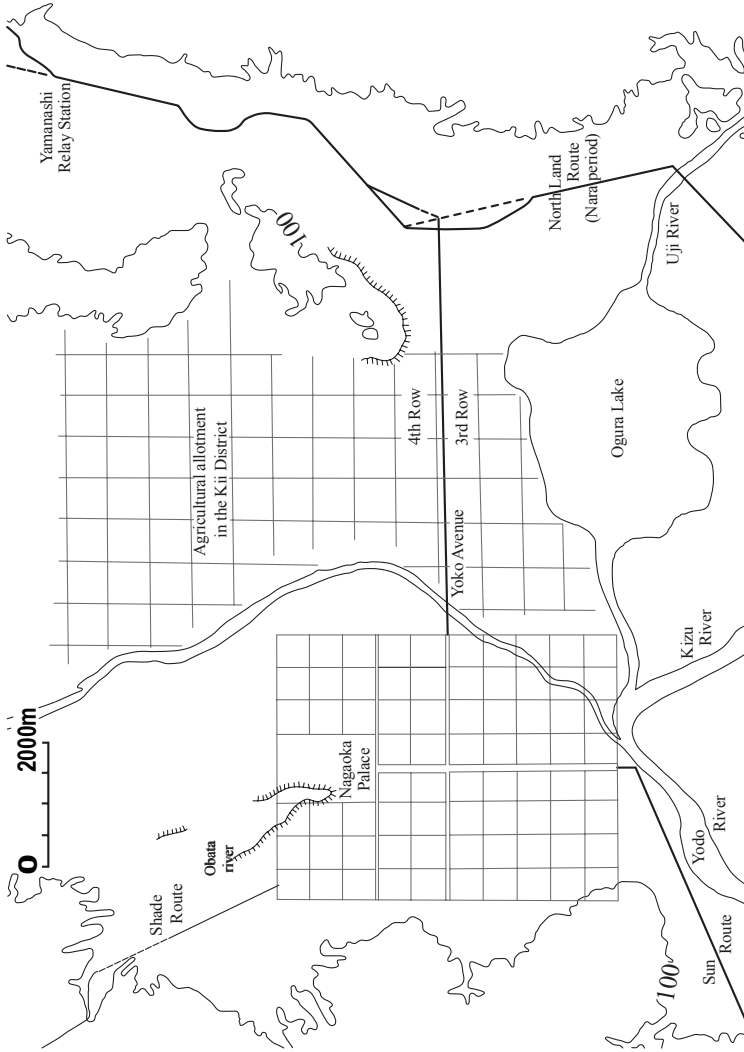 Yamanashi
Relay Station
100
North Land
Route
(Nara period)
Uji River
Agricultural allotment
in the Kii District
4th Row
3rd Row
Ogura Lake
Yoko Avenue
Kizu
River
0 2000m
Nagaoka
Palace
Obata
river
Shade
Route
Yodo
River
Sun
Route
100